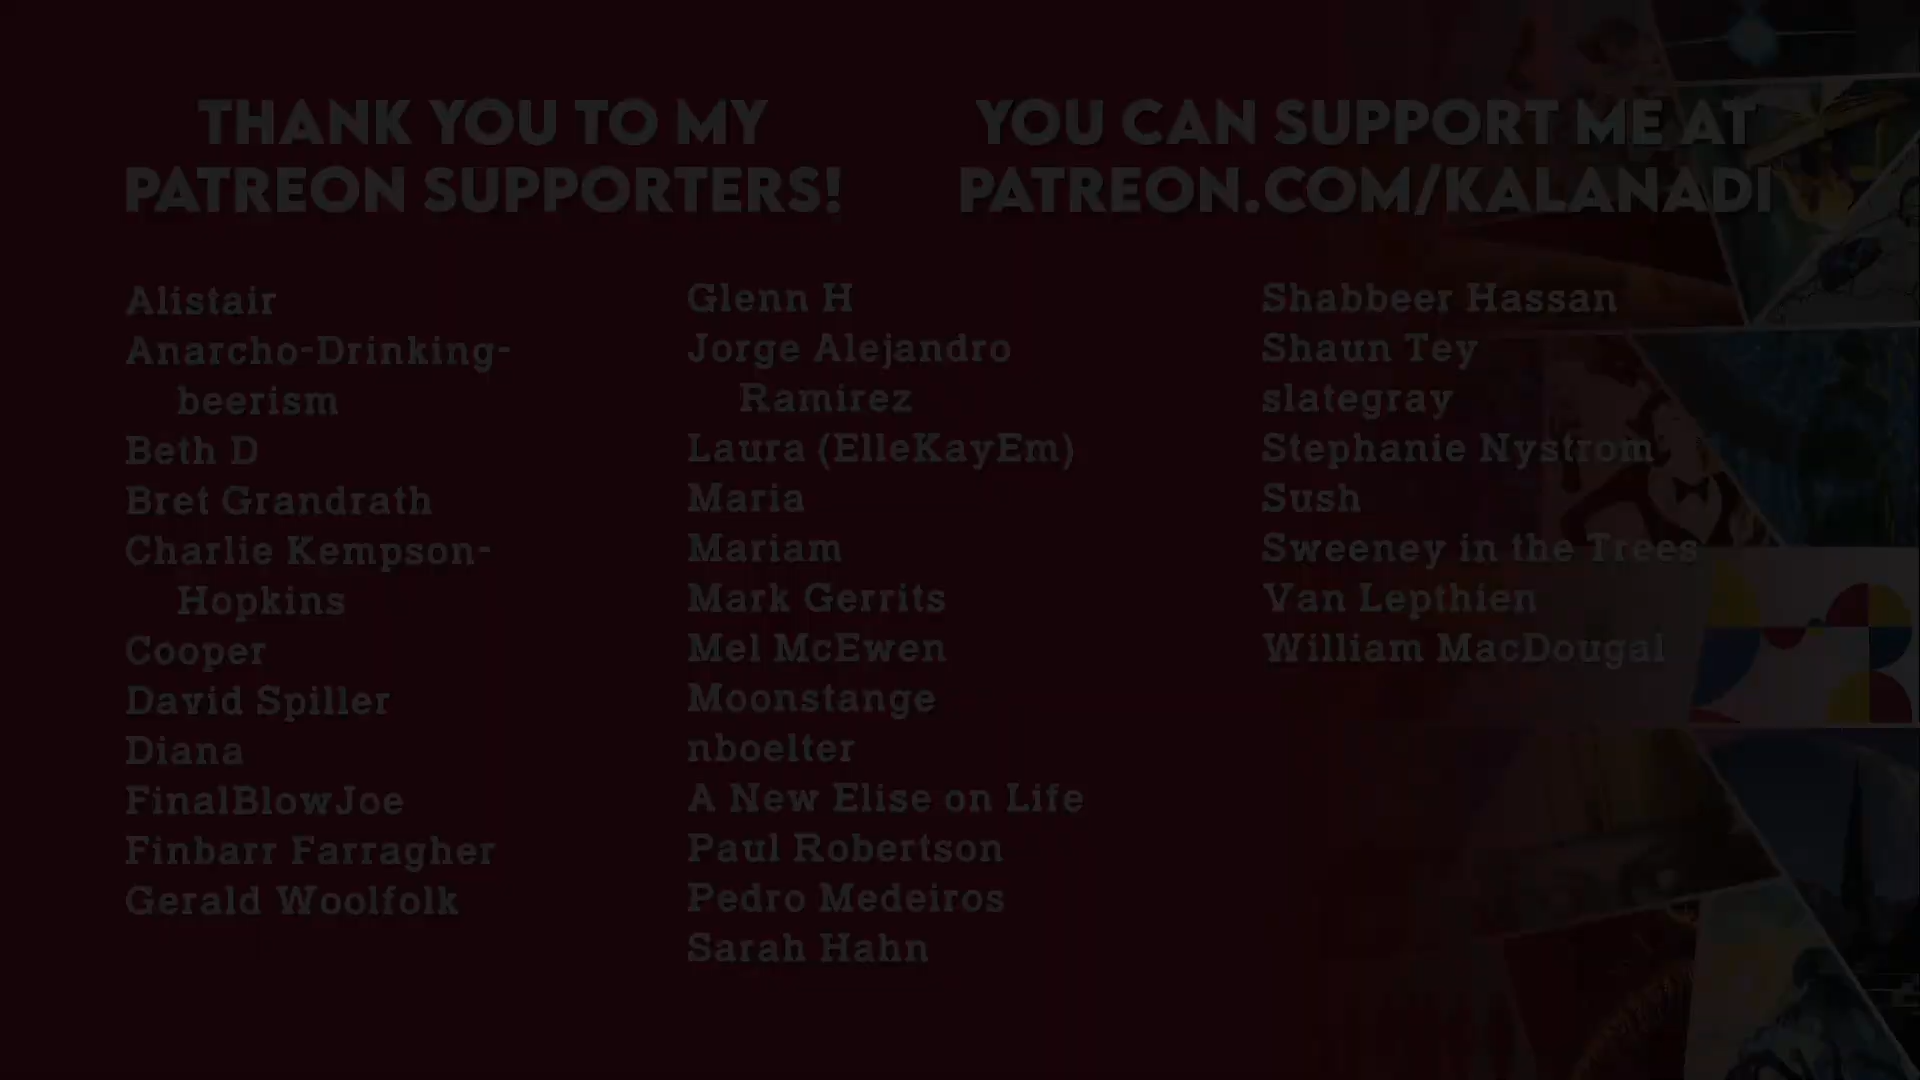 THANK YOU TO MY
PATREON SUPPORTERS!
YOU CAN SUPPORT ME AT
PATREON.COM/KALANADI
Alistair
Anarcho-Drinking-
beerism
Beth D
Bret Grandrath
Charlie Kempson-
Hopkins
Cooper
David Spiller
Diana
FinalBlowJoe
Finbarr Farragher
Gerald Woolfolk
Glenn H
Jorge Alejandro
Ramirez
Laura (ElleKayEm)
Maria
Mariam
Mark Gerrits
Mel McEwen
Moonstange
nboelter
A New Elise on Life
Paul Robertson
Pedro Medeiros
Sarah Hahn
Shabbeer Hassan
Shaun Tey
slategray
Stephanie Nystrom
Sush
Sweeney in the Trees
Van Lepthien
William MacDougal